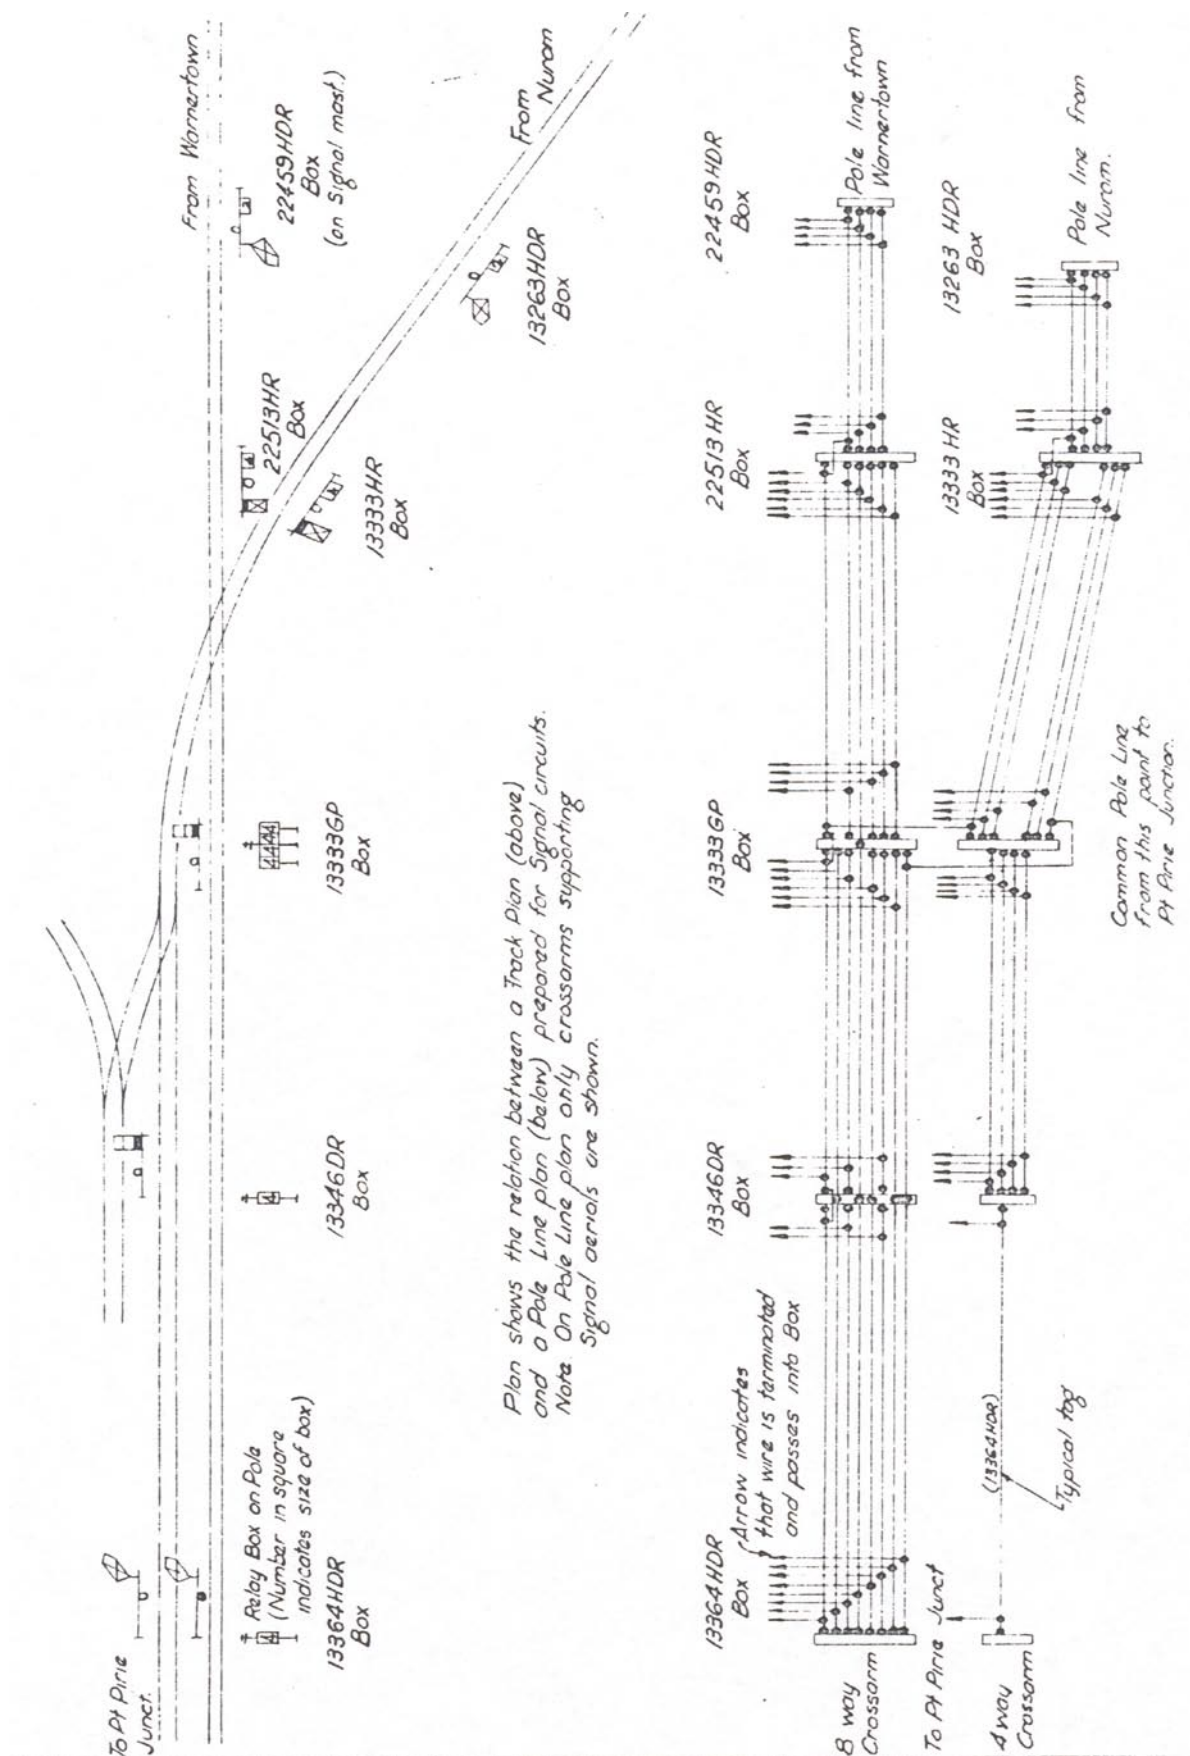 From Warnertown
22459HDR
Box
(on Signal mast.)
From
Nurom
22513HR
Box
13263HDR
Box
13333HR
Box
13333GP
Box
13346DR
Box
To Pt Pirie
Junct.
Relay Box on Pole
(Number in square
indicates size of box)
13364HDR
Box
Plan shows the relation between a Track Plan (above)
and a Pole Line plan (below) prepared for Signal circuits.
Note. On Pole Line plan only crossarms supporting
Signal aerials are shown.
22459HDR
Box
Pole line from
Warnertown
22513HR
Box
13333GP
Box
13346DR
Box
13364HDR
Box
Arrow indicates
that wire is terminated
and passes into Box
8 way
Crossarm
To Pt Pirie Junct
13263 HDR
Box
Pole line from
Nurom.
13333 HR
Box
Common Pole Line
from this point to
Pt Pirie Junction.
(13364HDR)
Typical tag
4 way
Crossarm